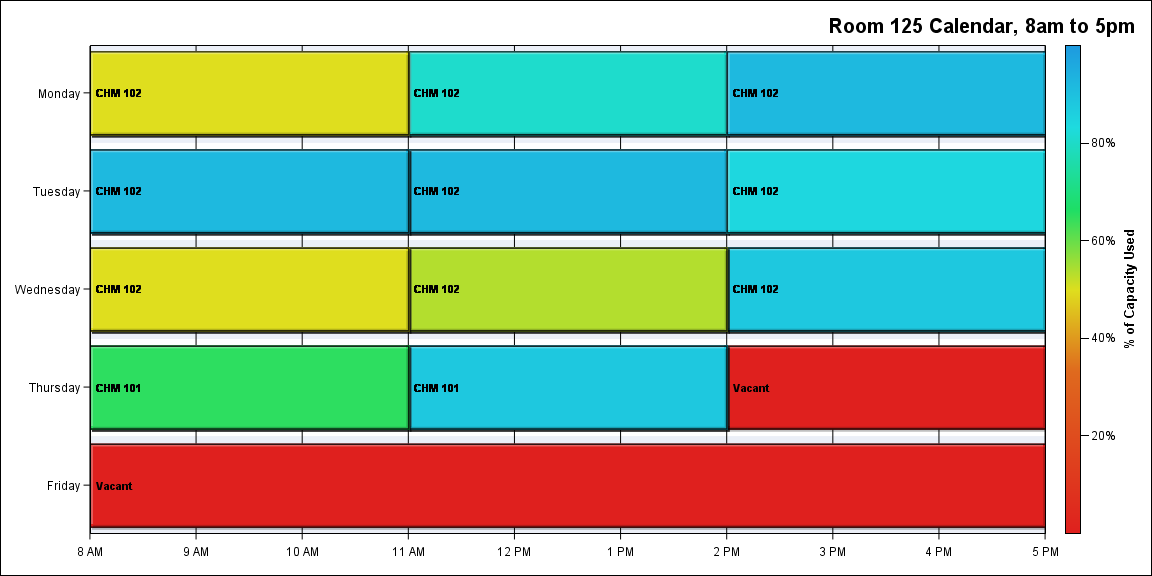 Room 125 Calendar, 8am to 5pm
Monday
CHM 102
CHM 102
CHM 102
Tuesday
CHM 102
CHM 102
CHM 102
Wednesday
CHM 102
CHM 102
CHM 102
Thursday
CHM 101
CHM 101
Vacant
Friday
Vacant
8 AM
9 AM
10 AM
11 AM
12 PM
1 PM
2 PM
3 PM
4 PM
5 PM
80%
60%
40%
20%
% of Capacity Used